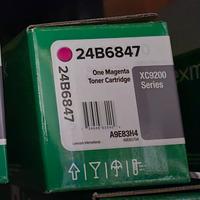 24B6847
24B6847
One Magenta
Toner Cartridge
XC9200
Series
A9E83H4
Lexmark International